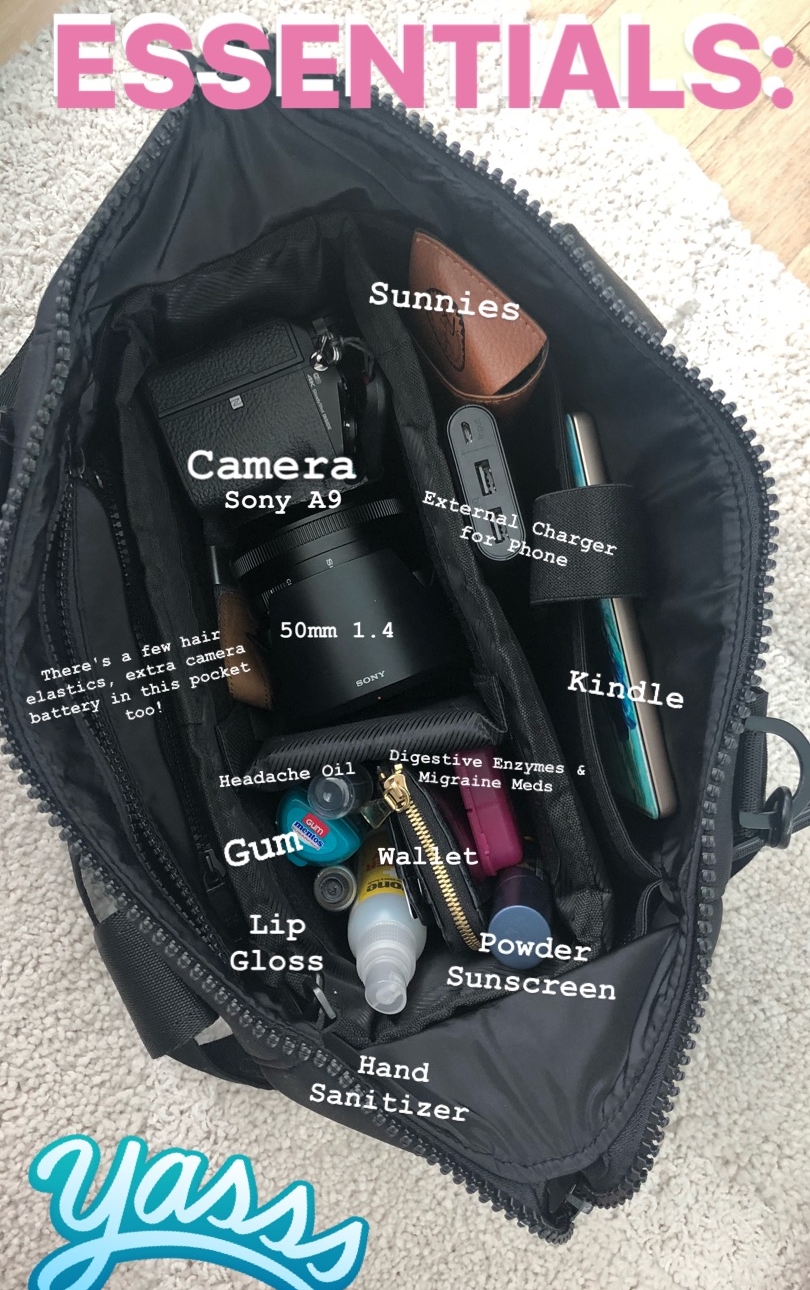 ESSENTIALS:
Sunnies
Camera
Sony A9
External Charger
for Phone
50mm 1.4
SONY
There's a few hair
elastics, extra camera
battery in this pocket
too!
Kindle
Headache Oil
Digestive Enzymes &
Migraine Meds
Gum
Gum
mentos
Wallet
one
Lip
Gloss
Powder
Sunscreen
Hand
Sanitizer
yasss